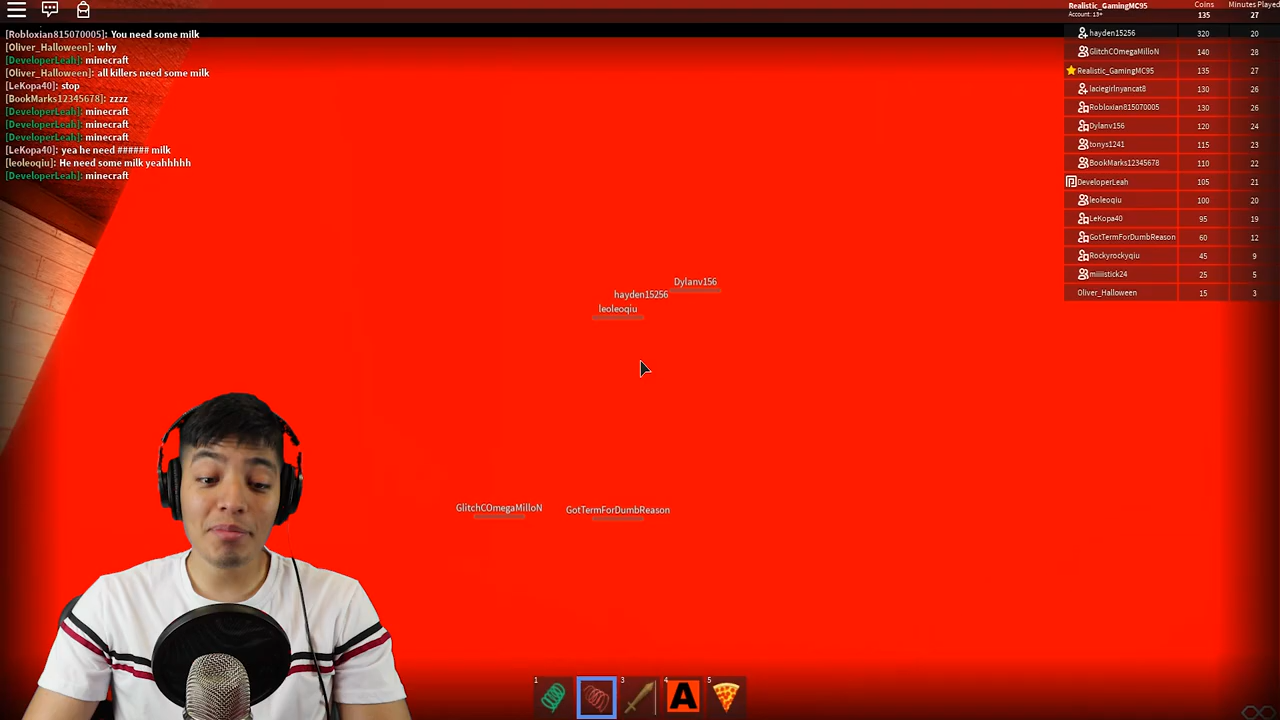 Realistic_GamingMC95
Account: 13+
Coins
135
Minutes Played
27
[Robloxian815070005]: You need some milk
[Oliver_Halloween]: why
[DeveloperLeah]: minecraft
[Oliver_Halloween]: all killers need some milk
[LeKopa40]: stop
[BookMarks12345678]: zzzz
[DeveloperLeah]: minecraft
[DeveloperLeah]: minecraft
[DeveloperLeah]: minecraft
[LeKopa40]: yea he need ###### milk
[leoleoqiu]: He need some milk yeahhhhh
[DeveloperLeah]: minecraft
hayden15256 320 20
GlitchCOmegaMilloN 140 28
Realistic_GamingMC95 135 27
laciegirlnyancat8 130 26
Robloxian815070005 130 26
Dylanv156 120 24
tonys1241 115 23
BookMarks12345678 110 22
DeveloperLeah 105 21
leoleoqiu 100 20
LeKopa40 95 19
GotTermForDumbReason 60 12
Rockyrockyqiu 45 9
miiiistick24 25 5
Oliver_Halloween 15 3
Dylanv156
hayden15256
leoleoqiu
GlitchCOmegaMilloN
GotTermForDumbReason
1
3
4
5
A